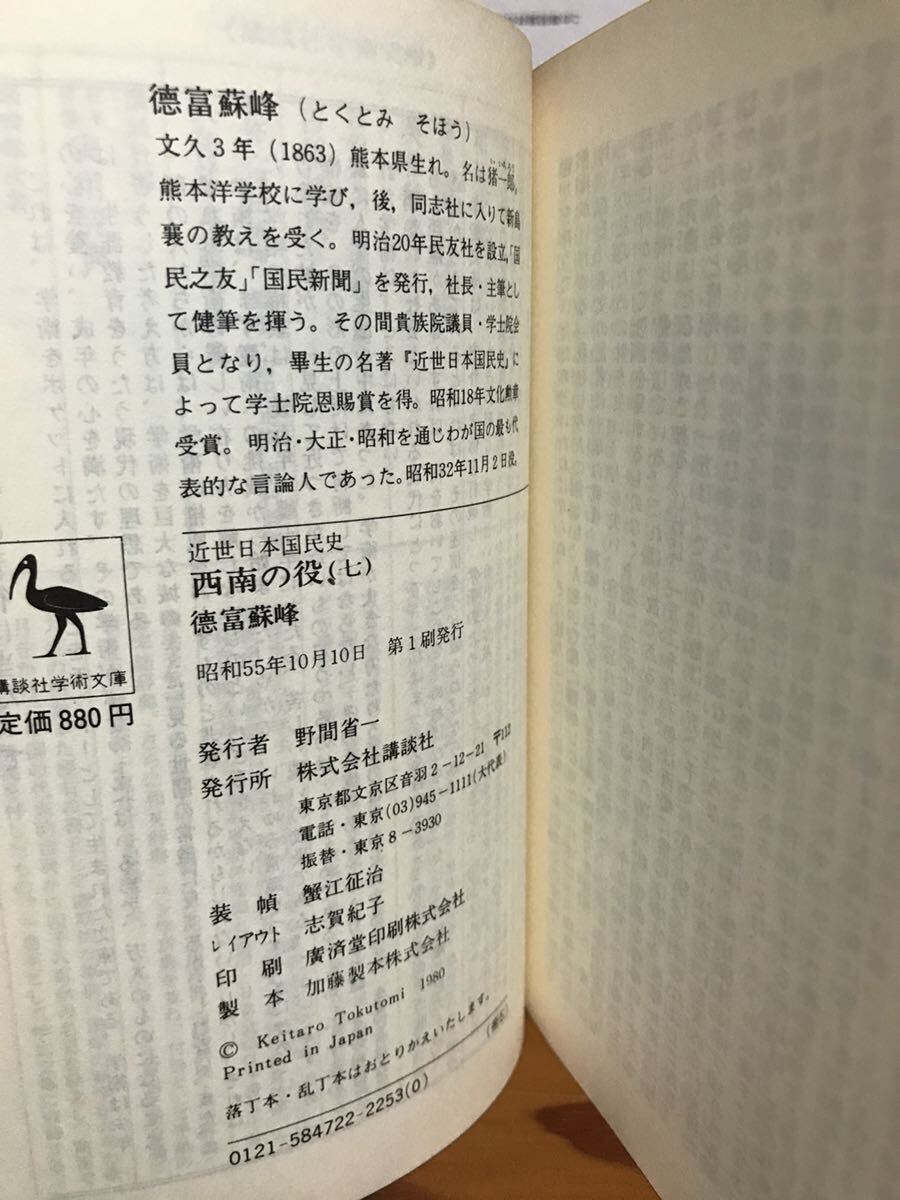 德富蘇峰（とくとみ　そほう）
文久3年（1863）熊本県生れ。名は猪一郎。
熊本洋学校に学び，後，同志社に入りて新島
襄の教えを受く。明治20年民友社を設立，「国
民之友」「国民新聞」を発行，社長・主筆とし
て健筆を揮う。その間貴族院議員・学士院会
員となり，畢生の名著『近世日本国民史』に
よって学士院恩賜賞を得。昭和18年文化勲章
受賞。明治・大正・昭和を通じわが国の最も代
表的な言論人であった。昭和32年11月2日没。
講談社学術文庫
定価 880 円
近世日本国民史
西南の役（七）
德富蘇峰
昭和55年10月10日　第1刷発行
発行者　野間省一
発行所　株式会社講談社
東京都文京区音羽2－12－21　〒112
電話・東京(03)945－1111(大代表)
振替・東京8－3930
装　幀　蟹江征治
レイアウト　志賀紀子
印　刷　廣済堂印刷株式会社
製　本　加藤製本株式会社
© Keitaro Tokutomi 1980
Printed in Japan
落丁本・乱丁本はおとりかえいたします。
0121-584722-2253(0)